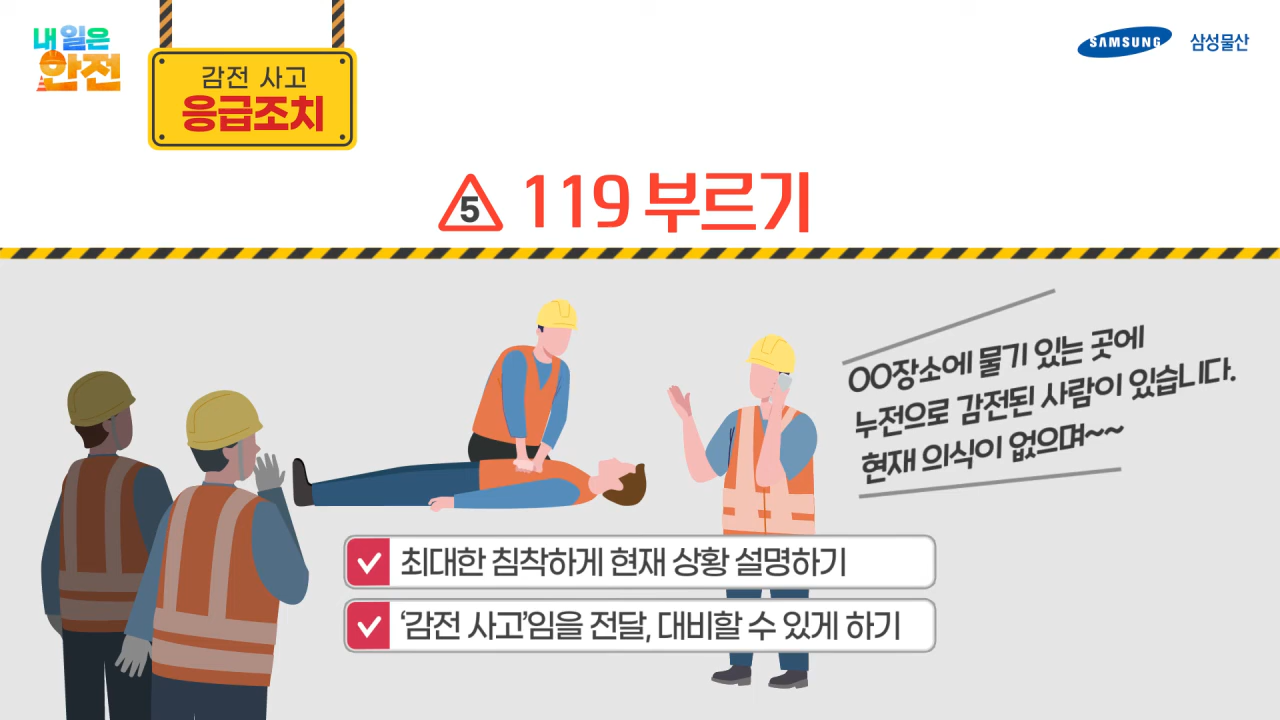 내 일은
안전
감전 사고
응급조치
SAMSUNG 삼성물산
5 119 부르기
OO장소에 물기 있는 곳에
누전으로 감전된 사람이 있습니다.
현재 의식이 없으며~~
최대한 침착하게 현재 상황 설명하기
‘감전 사고’임을 전달, 대비할 수 있게 하기